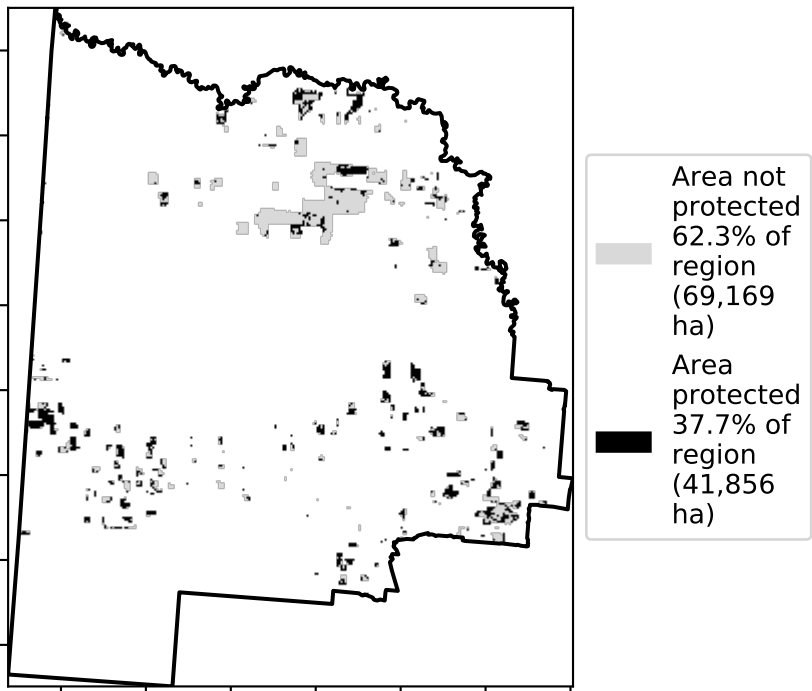 Area not
protected
62.3% of
region
(69,169
ha)
Area
protected
37.7% of
region
(41,856
ha)